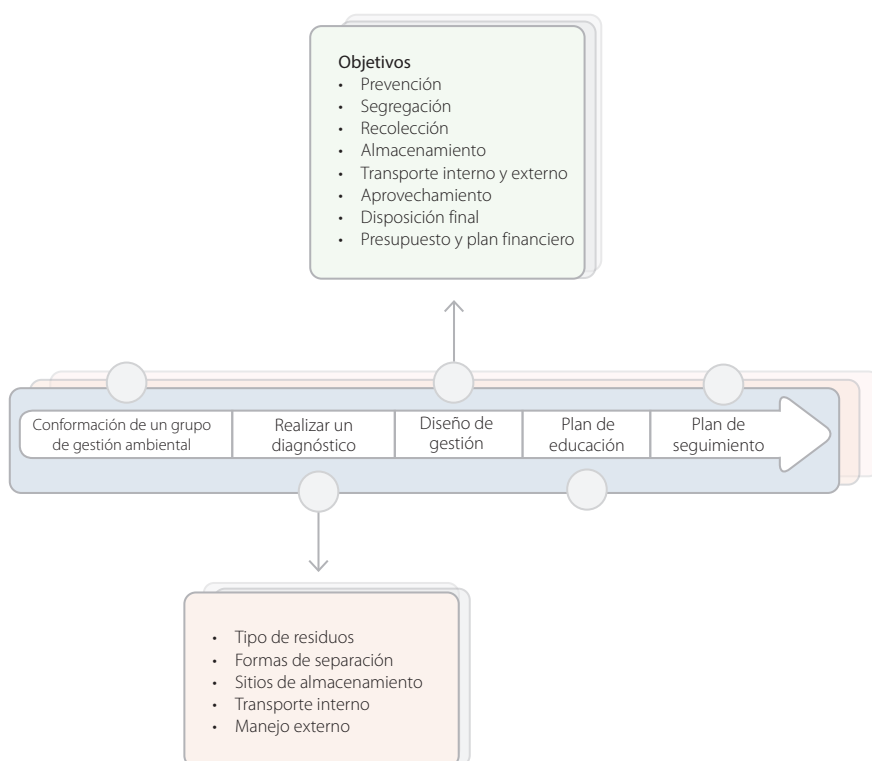 Objetivos
• Prevención
• Segregación
• Recolección
• Almacenamiento
• Transporte interno y externo
• Aprovechamiento
• Disposición final
• Presupuesto y plan financiero
Conformación de un grupo
de gestión ambiental
Realizar un
diagnóstico
Diseño de
gestión
Plan de
educación
Plan de
seguimiento
• Tipo de residuos
• Formas de separación
• Sitios de almacenamiento
• Transporte interno
• Manejo externo